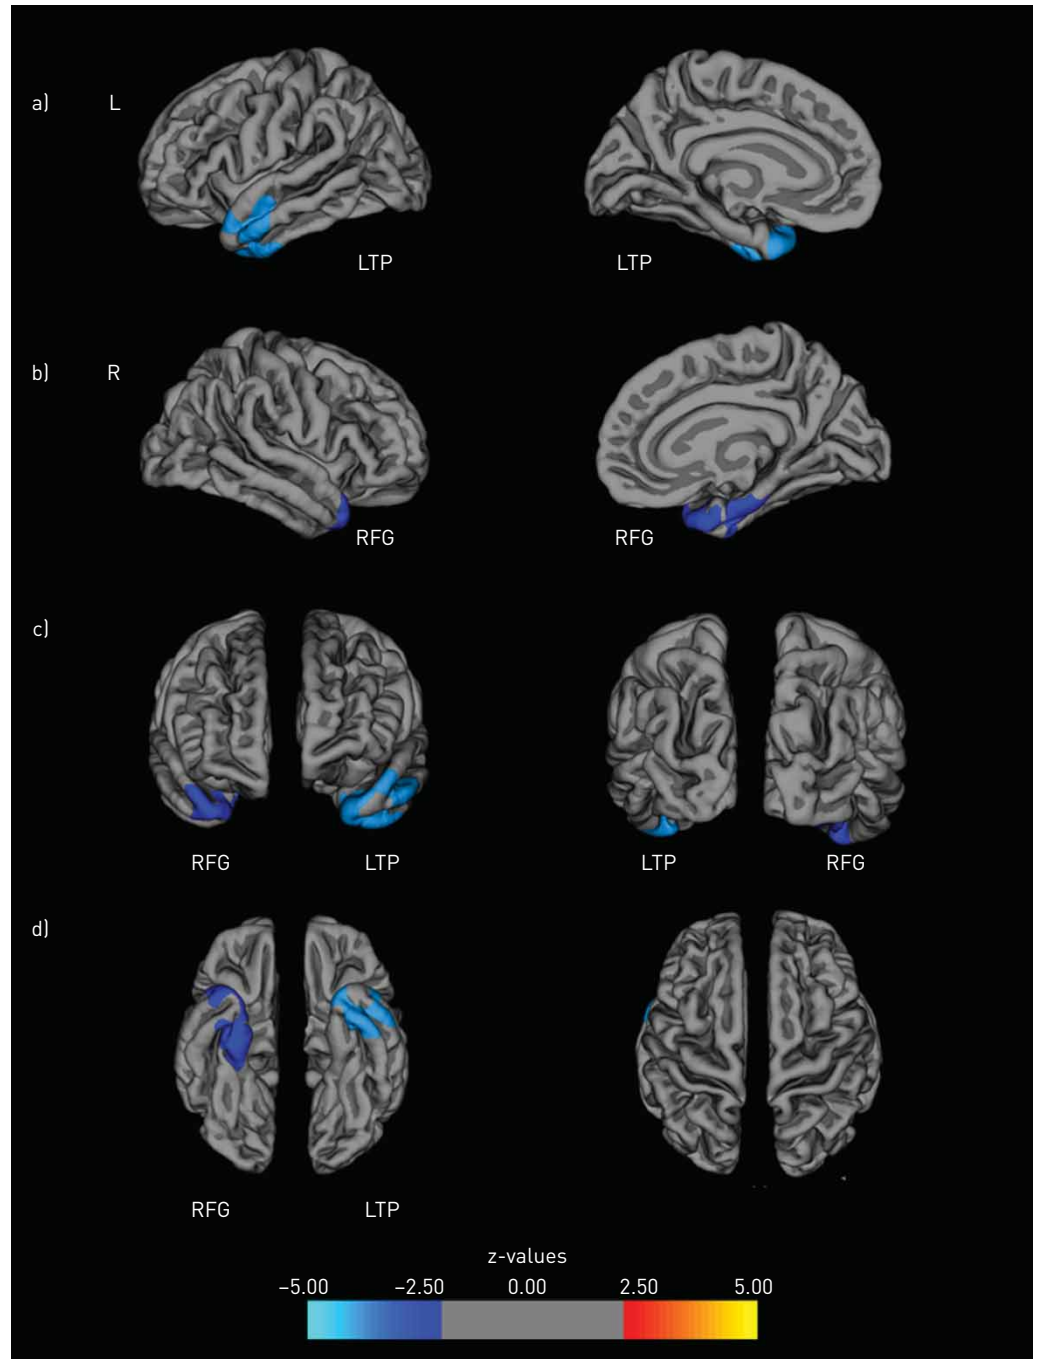 a) L
LTP LTP
b) R
RFG RFG
c)
RFG LTP LTP RFG
d)
RFG LTP
z-values
−5.00 −2.50 0.00 2.50 5.00